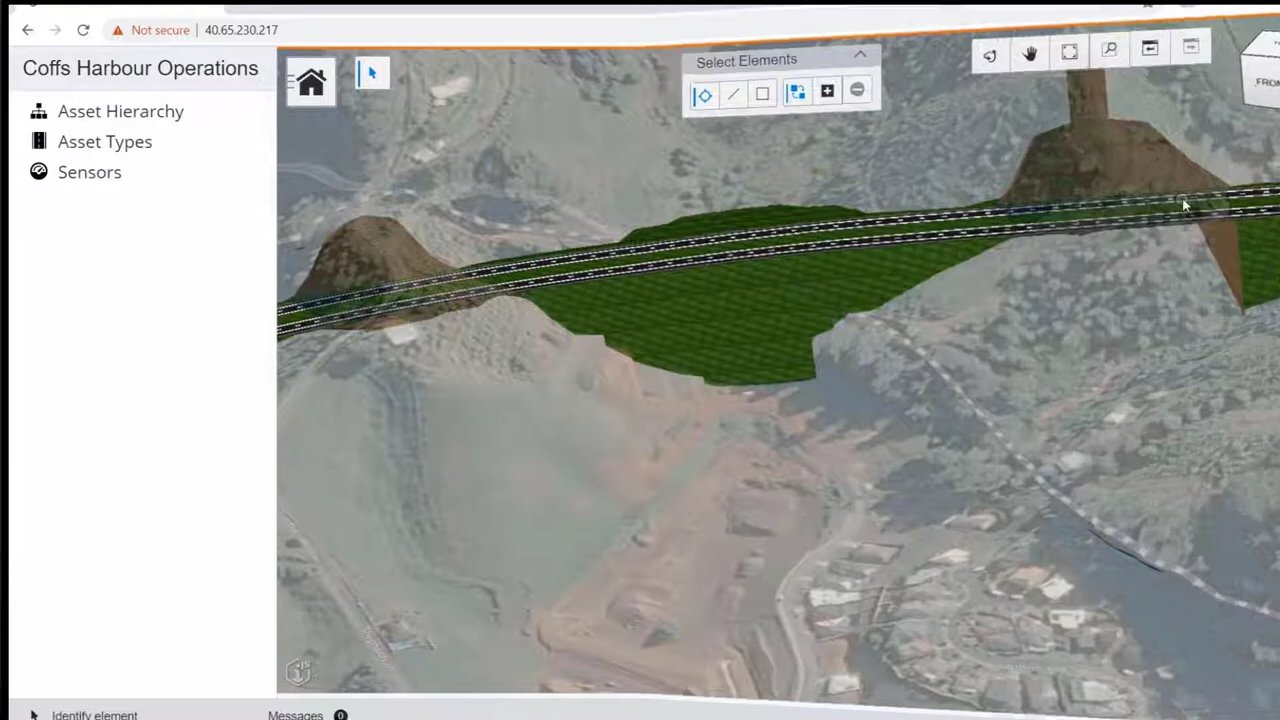 Not secure 40.65.230.217
Coffs Harbour Operations
Select Elements
Asset Hierarchy
Asset Types
Sensors
Identify element
Messages 0